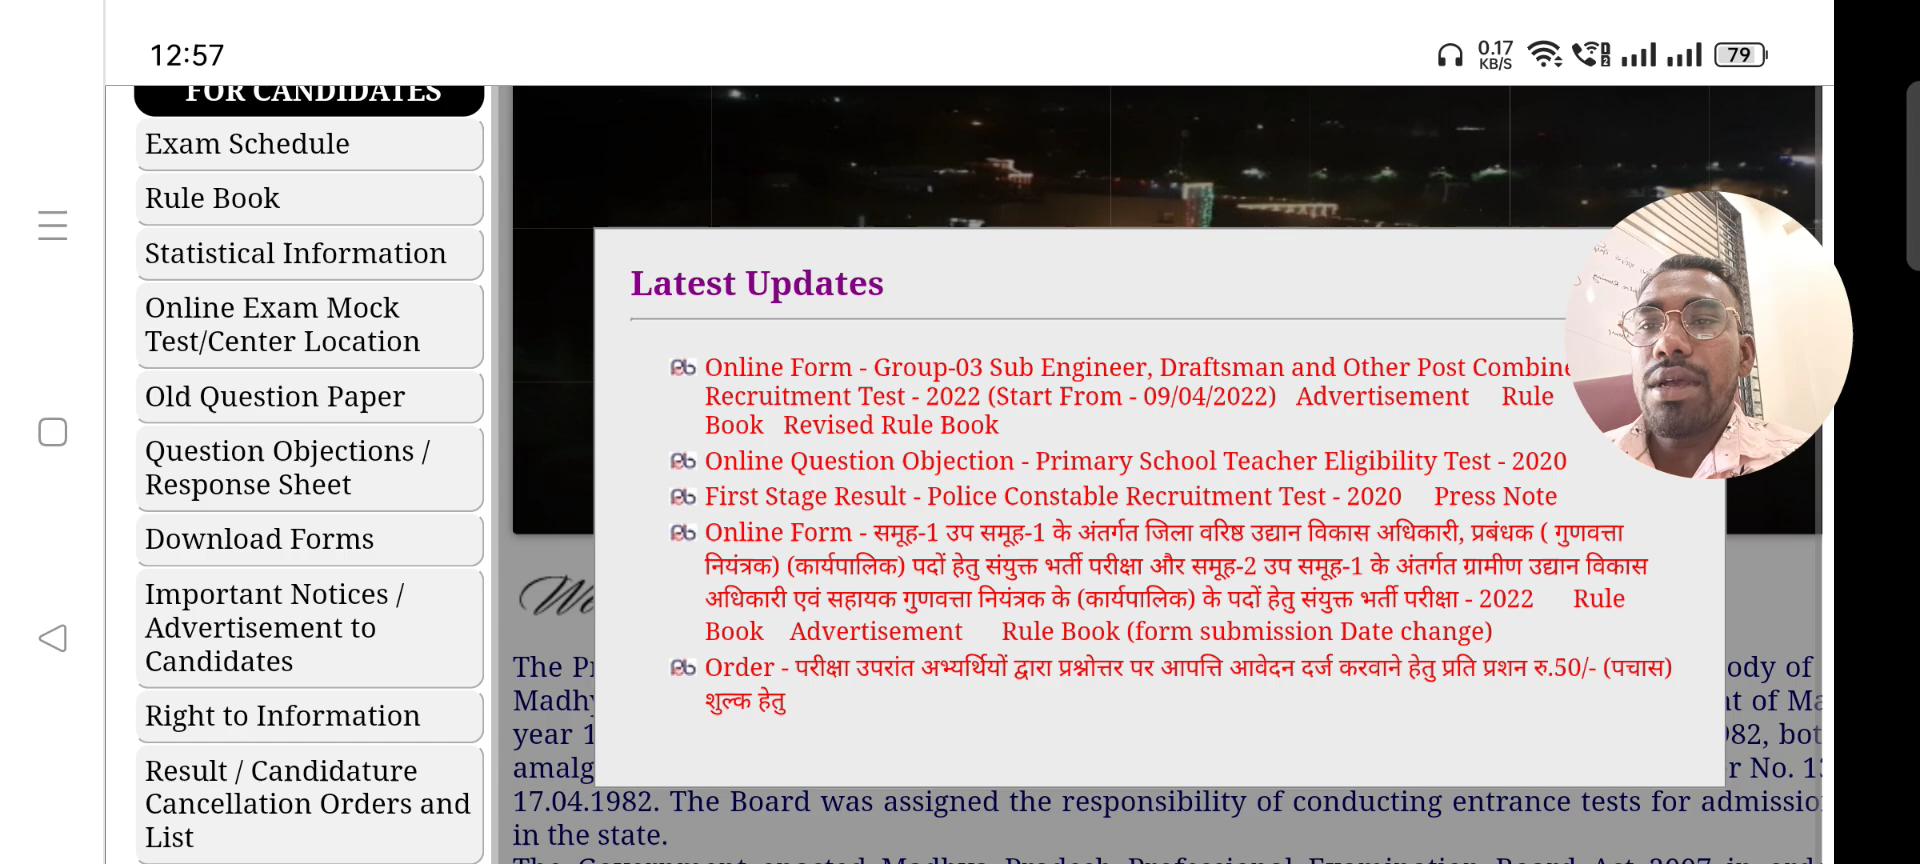 12:57
0.17
KB/S
79
FOR CANDIDATES
Exam Schedule
Rule Book
Statistical Information
Online Exam Mock
Test/Center Location
Old Question Paper
Question Objections /
Response Sheet
Download Forms
Important Notices /
Advertisement to
Candidates
Right to Information
Result / Candidature
Cancellation Orders and
List
Latest Updates
Online Form - Group-03 Sub Engineer, Draftsman and Other Post
Recruitment Test - 2022 (Start From - 09/04/2022) Advertisement Rule
Book Revised Rule Book
Online Question Objection - Primary School Teacher Eligibility Test - 2020
First Stage Result - Police Constable Recruitment Test - 2020 Press Note
Online Form - समूह-1 उप समूह-1 के अंतर्गत जिला वरिष्ठ उद्यान विकास अधिकारी, प्रबंधक ( गुणवत्ता
नियंत्रक) (कार्यपालिक) पदों हेतु संयुक्त भर्ती परीक्षा और समूह-2 उप समूह-1 के अंतर्गत ग्रामीण उद्यान विकास
अधिकारी एवं सहायक गुणवत्ता नियंत्रक के (कार्यपालिक) के पदों हेतु संयुक्त भर्ती परीक्षा - 2022 Rule
Book Advertisement Rule Book (form submission Date change)
Order - परीक्षा उपरांत अभ्यर्थियों द्वारा प्रश्नोत्तर पर आपत्ति आवेदन दर्ज करवाने हेतु प्रति प्रशन रु.50/- (पचास)
शुल्क हेतु
The
of
year
17.04.1982. The Board was assigned the responsibility of conducting entrance tests for
in the state.